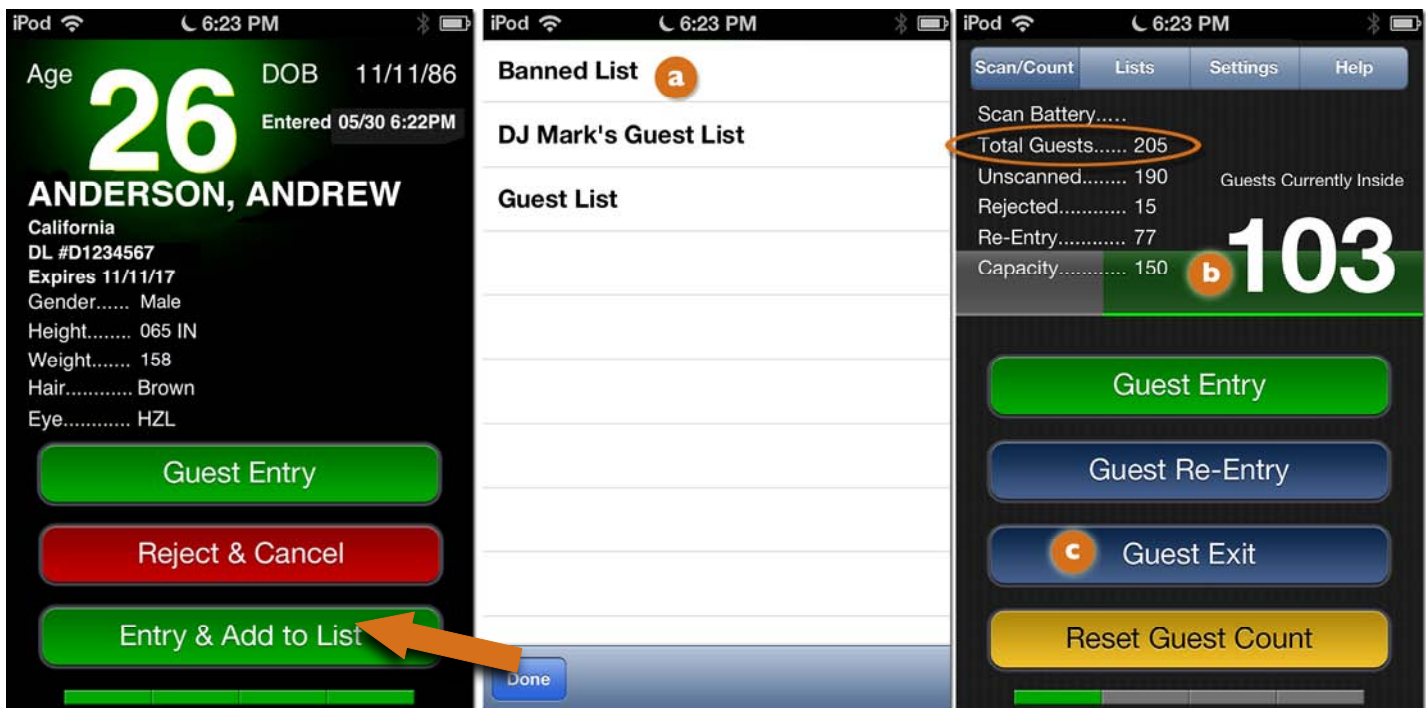 iPod 6:23 PM
Age 26 DOB 11/11/86
Entered 05/30 6:22PM
ANDERSON, ANDREW
California
DL #D1234567
Expires 11/11/17
Gender...... Male
Height........ 065 IN
Weight....... 158
Hair............ Brown
Eye............ HZL
Guest Entry
Reject & Cancel
Entry & Add to List
iPod 6:23 PM
Banned List a
DJ Mark's Guest List
Guest List
Done
iPod 6:23 PM
Scan/Count Lists Settings Help
Scan Battery.....
Total Guests...... 205
Unscanned........ 190
Rejected............ 15
Re-Entry............ 77
Capacity............ 150
Guests Currently Inside
b 103
Guest Entry
Guest Re-Entry
c Guest Exit
Reset Guest Count